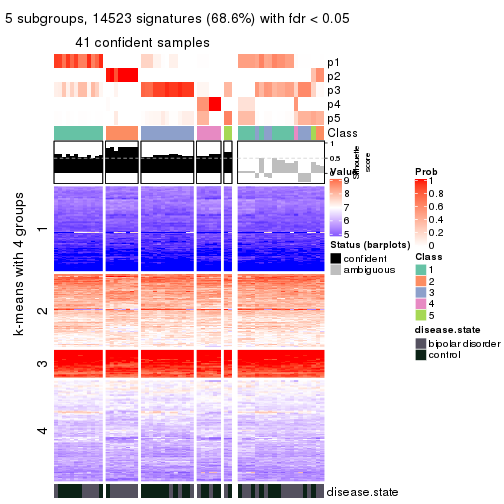 5 subgroups, 14523 signatures (68.6%) with fdr < 0.05
41 confident samples
p1
p2
p3
p4
p5
Class
1
0.5
0
Silhouette
score
k-means with 4 groups
1
2
3
4
disease.state
Value
9
8
7
6
5
Status (barplots)
confident
ambiguous
Prob
1
0.8
0.6
0.4
0.2
0
Class
1
2
3
4
5
disease.state
bipolar disorder
control